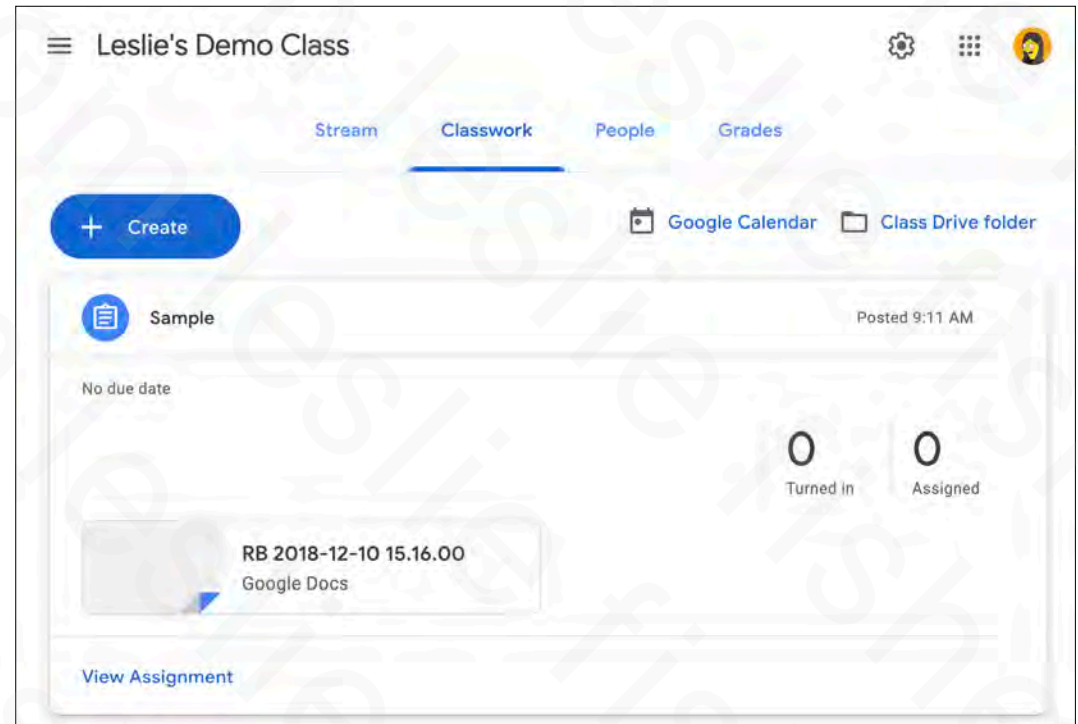 Leslie's Demo Class
Stream Classwork People Grades
+ Create
Google Calendar Class Drive folder
Sample Posted 9:11 AM
No due date
0 0
Turned in Assigned
RB 2018-12-10 15.16.00
Google Docs
View Assignment